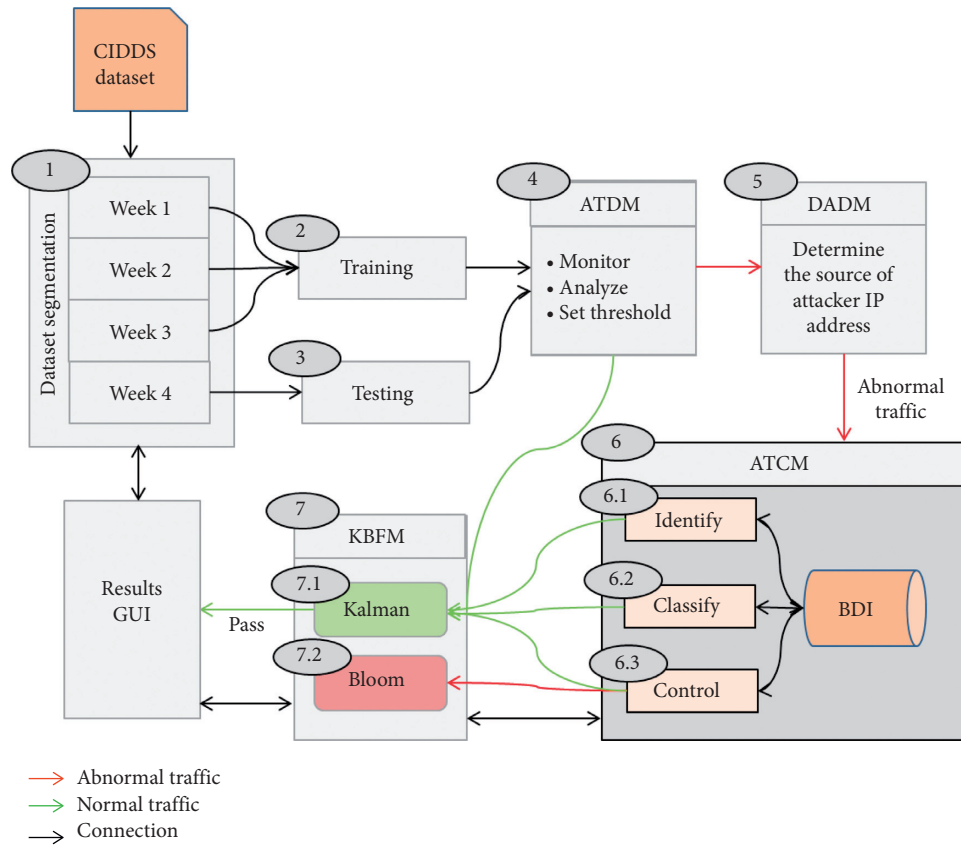 CIDDS
dataset
1
Dataset segmentation
Week 1
Week 2
Week 3
Week 4
2
Training
3
Testing
4
ATDM
• Monitor
• Analyze
• Set threshold
5
DADM
Determine
the source of
attacker IP
address
Abnormal
traffic
6
ATCM
6.1
Identify
6.2
Classify
6.3
Control
BDI
7
KBFM
7.1
Kalman
7.2
Bloom
Pass
Results
GUI
Abnormal traffic
Normal traffic
Connection